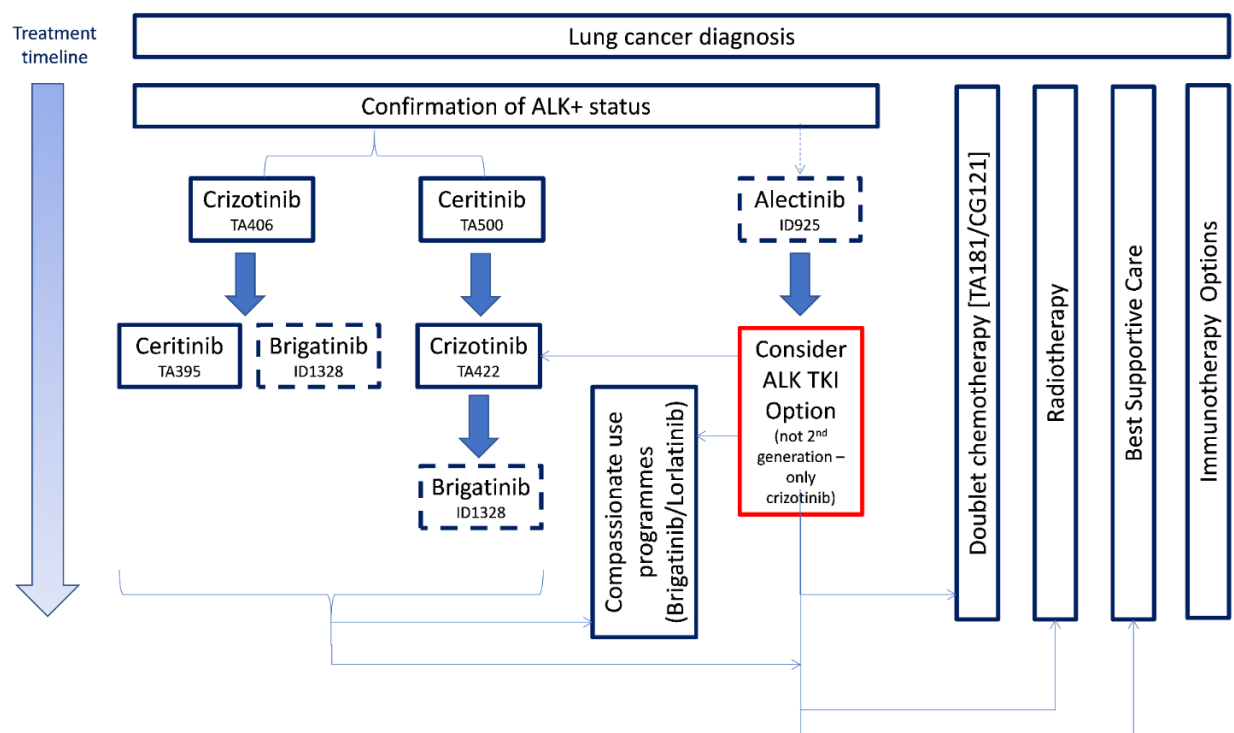 Treatment
timeline
Lung cancer diagnosis
Confirmation of ALK+ status
Crizotinib
TA406
Ceritinib
TA500
Alectinib
ID925
Ceritinib
TA395
Brigatinib
ID1328
Crizotinib
TA422
Brigatinib
ID1328
Compassionate use
programmes
(Brigatinib/Lorlatinib)
Consider
ALK TKI
Option
(not 2nd
generation –
only
crizotinib)
Doublet chemotherapy [TA181/CG121]
Radiotherapy
Best Supportive Care
Immunotherapy Options